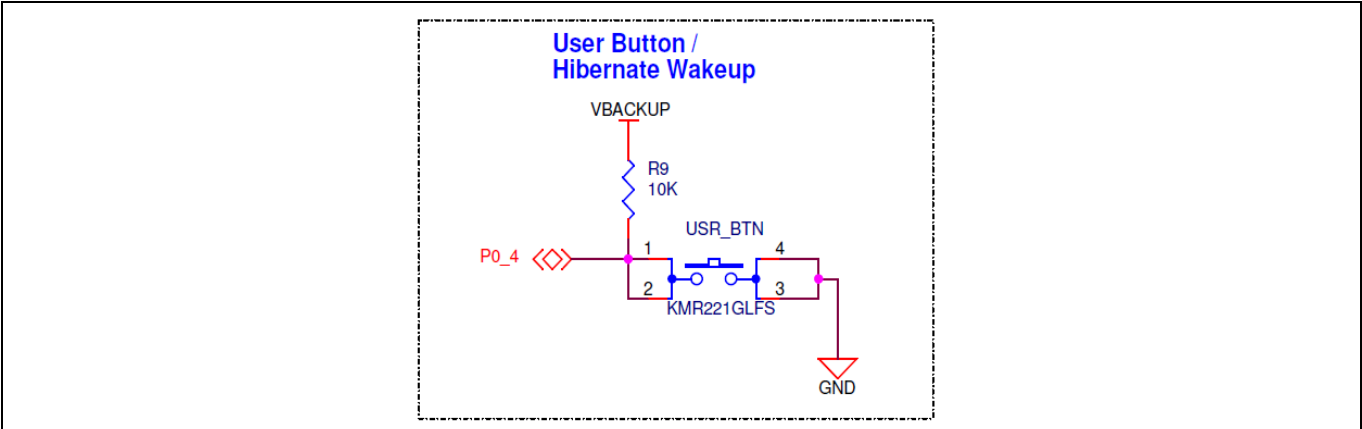 User Button /
Hibernate Wakeup
VBACKUP
R9
10K
USR_BTN
P0_4
1
4
2
3
KMR221GLFS
GND